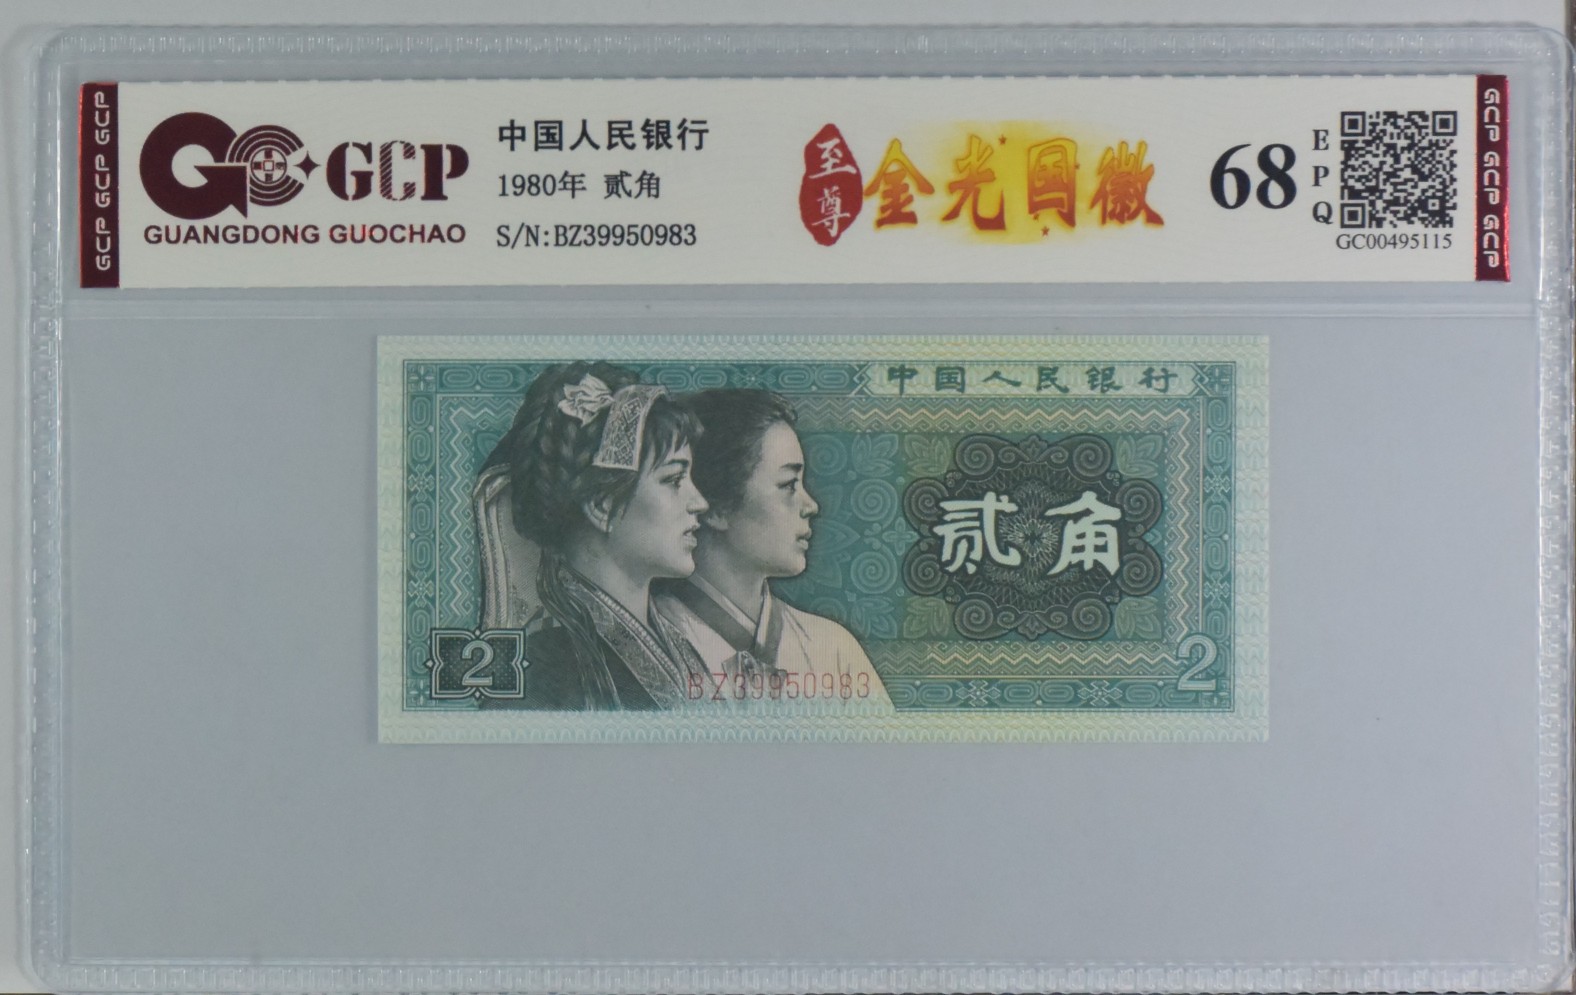 GCP GCP GCP
GCP
GUANGDONG GUOCHAO
中国人民银行
1980年 贰角
S/N:BZ39950983
至尊
金光国徽
68
EPQ
GC00495115
GCP GCP GCP
中国人民银行
贰角
2
2
BZ39950983